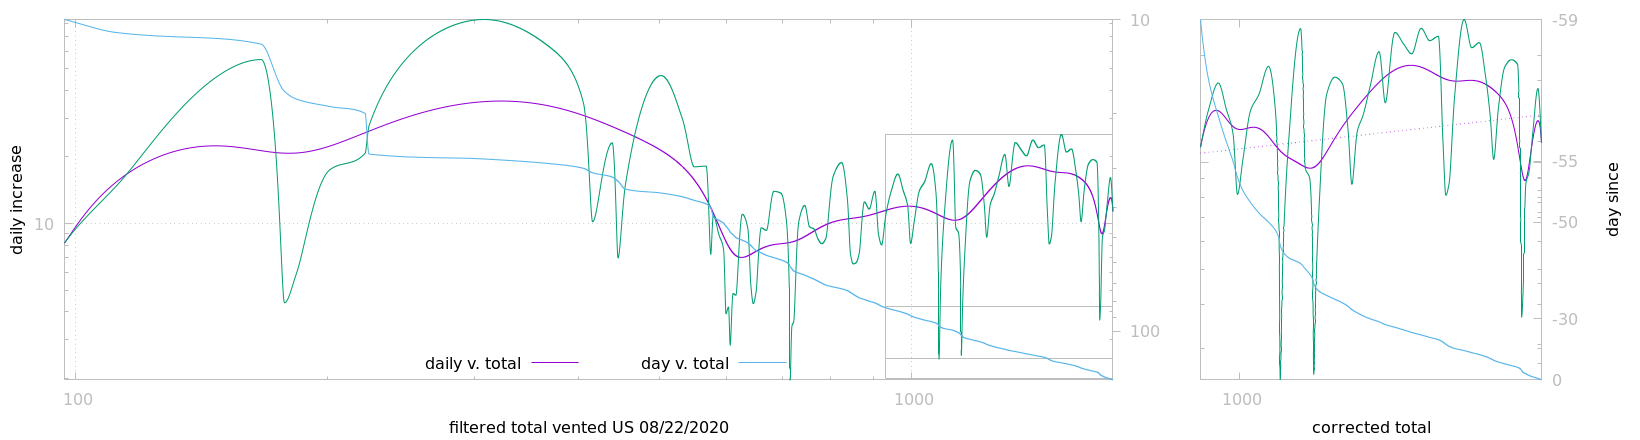 10
-59
daily increase
-55
day since
10
-50
-30
100
daily v. total
day v. total
0
100
1000
1000
filtered total vented US 08/22/2020
corrected total